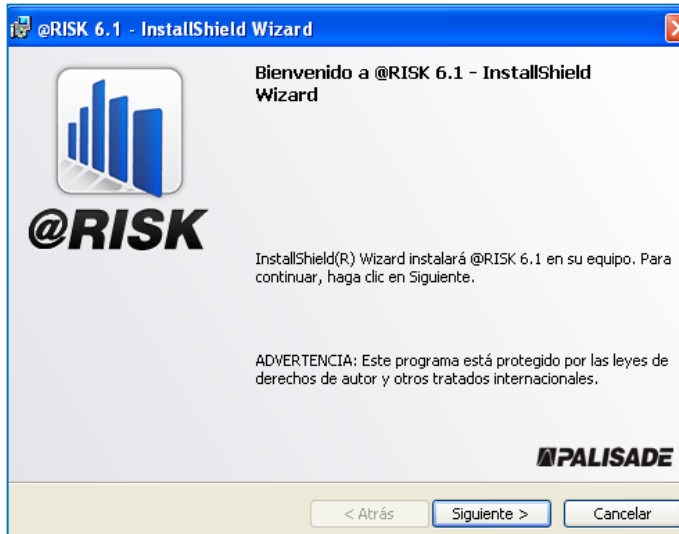 @RISK 6.1 - InstallShield Wizard
Bienvenido a @RISK 6.1 - InstallShield
Wizard
@RISK
InstallShield(R) Wizard instalará @RISK 6.1 en su equipo. Para
continuar, haga clic en Siguiente.
ADVERTENCIA: Este programa está protegido por las leyes de
derechos de autor y otros tratados internacionales.
PALISADE
< Atrás Siguiente > Cancelar